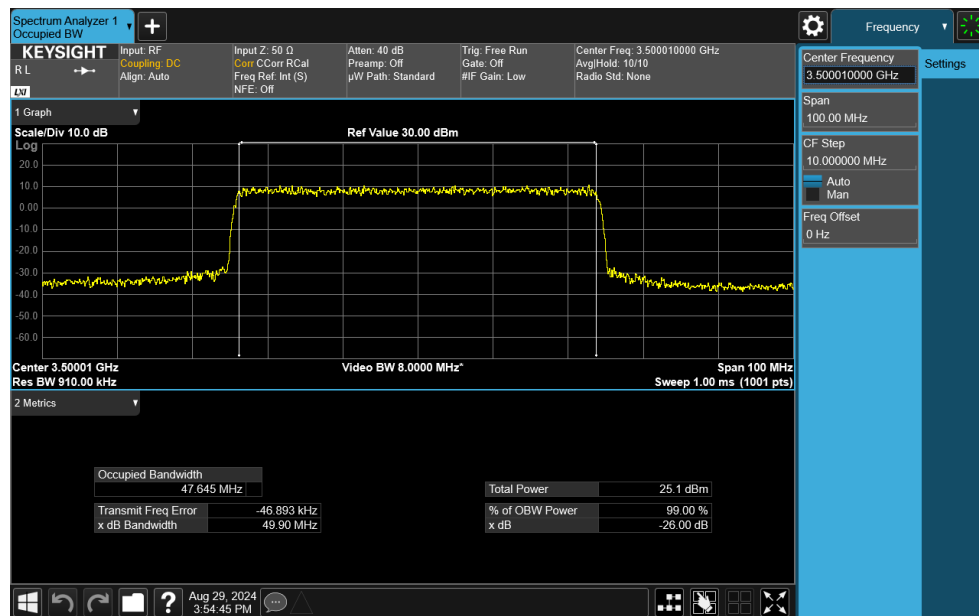 Spectrum Analyzer 1
Occupied BW
+
Frequency
KEYSIGHT
R L
LXI
Input: RF
Coupling: DC
Align: Auto
Input Z: 50 Ω
Corr CCorr RCal
Freq Ref: Int (S)
NFE: Off
Atten: 40 dB
Preamp: Off
µW Path: Standard
Trig: Free Run
Gate: Off
#IF Gain: Low
Center Freq: 3.500010000 GHz
Avg|Hold: 10/10
Radio Std: None
Center Frequency
3.500010000 GHz
Settings
Span
100.00 MHz
CF Step
10.000000 MHz
Auto
Man
Freq Offset
0 Hz
1 Graph
Scale/Div 10.0 dB
Ref Value 30.00 dBm
Log
20.0
10.0
0.00
-10.0
-20.0
-30.0
-40.0
-50.0
-60.0
Center 3.50001 GHz
Video BW 8.0000 MHz*
Span 100 MHz
Res BW 910.00 kHz
Sweep 1.00 ms (1001 pts)
2 Metrics
Occupied Bandwidth
47.645 MHz
Total Power 25.1 dBm
Transmit Freq Error -46.893 kHz
% of OBW Power 99.00 %
x dB Bandwidth 49.90 MHz
x dB -26.00 dB
?
Aug 29, 2024
3:54:45 PM